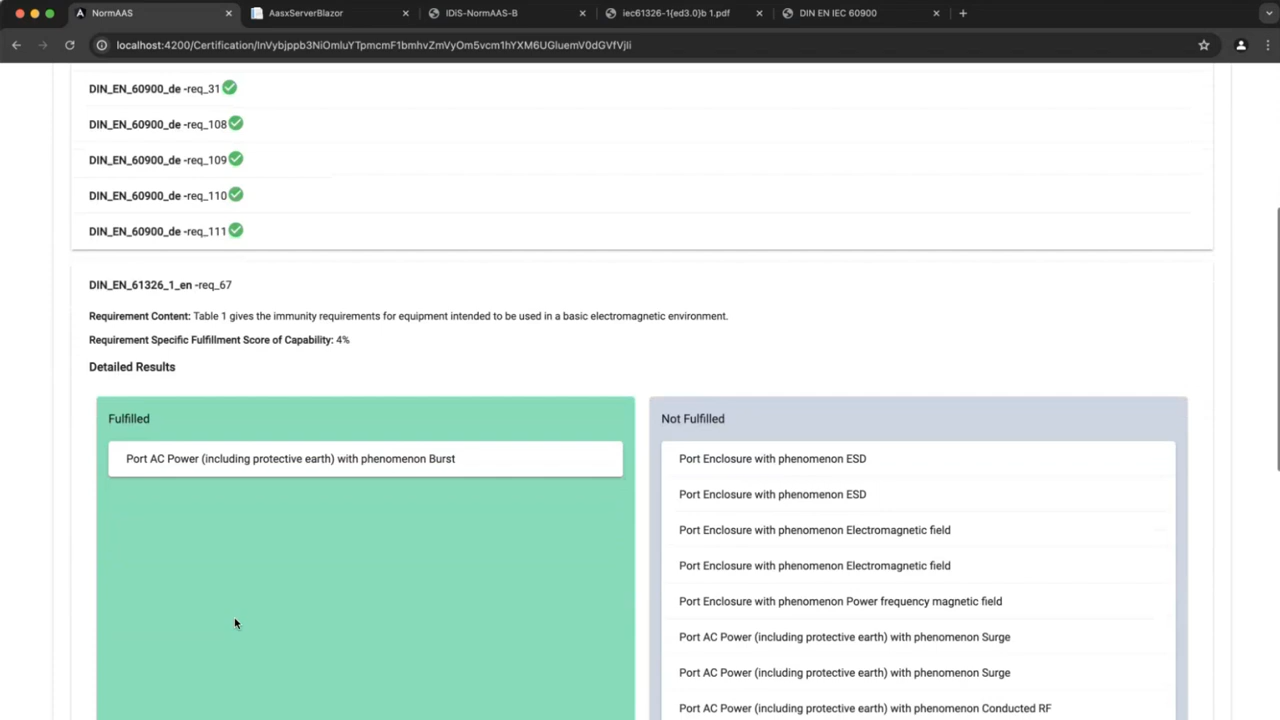 NormAAS
AasxServerBlazor
IDiS-NormAAS-B
iec61326-1{ed3.0}b 1.pdf
DIN EN IEC 60900
localhost:4200/Certification/InVybjppb3NiOmluYTpmcmF1bmhvZmVyOm5vcm1hYXM6UGluemV0dGVfVjIi
DIN_EN_60900_de -req_31
DIN_EN_60900_de -req_108
DIN_EN_60900_de -req_109
DIN_EN_60900_de -req_110
DIN_EN_60900_de -req_111
DIN_EN_61326_1_en -req_67
Requirement Content: Table 1 gives the immunity requirements for equipment intended to be used in a basic electromagnetic environment.
Requirement Specific Fulfillment Score of Capability: 4%
Detailed Results
Fulfilled
Port AC Power (including protective earth) with phenomenon Burst
Not Fulfilled
Port Enclosure with phenomenon ESD
Port Enclosure with phenomenon ESD
Port Enclosure with phenomenon Electromagnetic field
Port Enclosure with phenomenon Electromagnetic field
Port Enclosure with phenomenon Power frequency magnetic field
Port AC Power (including protective earth) with phenomenon Surge
Port AC Power (including protective earth) with phenomenon Surge
Port AC Power (including protective earth) with phenomenon Conducted RF